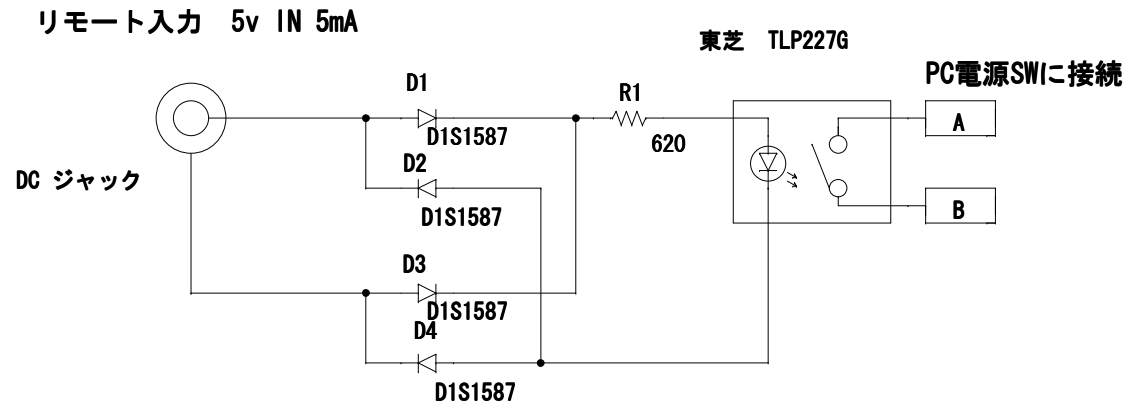 リモート入力 5v IN 5mA
東芝 TLP227G
PC電源SWに接続
D1
D1S1587
R1
620
A
D2
D1S1587
DC ジャック
B
D3
D1S1587
D4
D1S1587